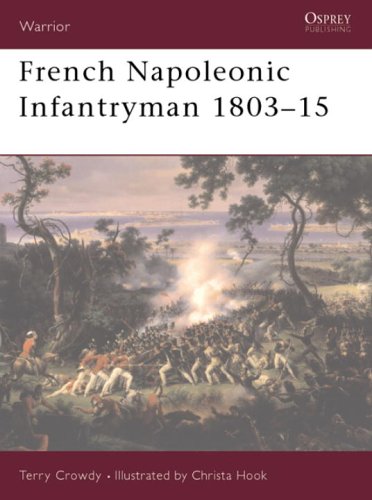 Warrior
OSPREY
PUBLISHING
French Napoleonic
Infantryman 1803–15
Terry Crowdy • Illustrated by Christa Hook